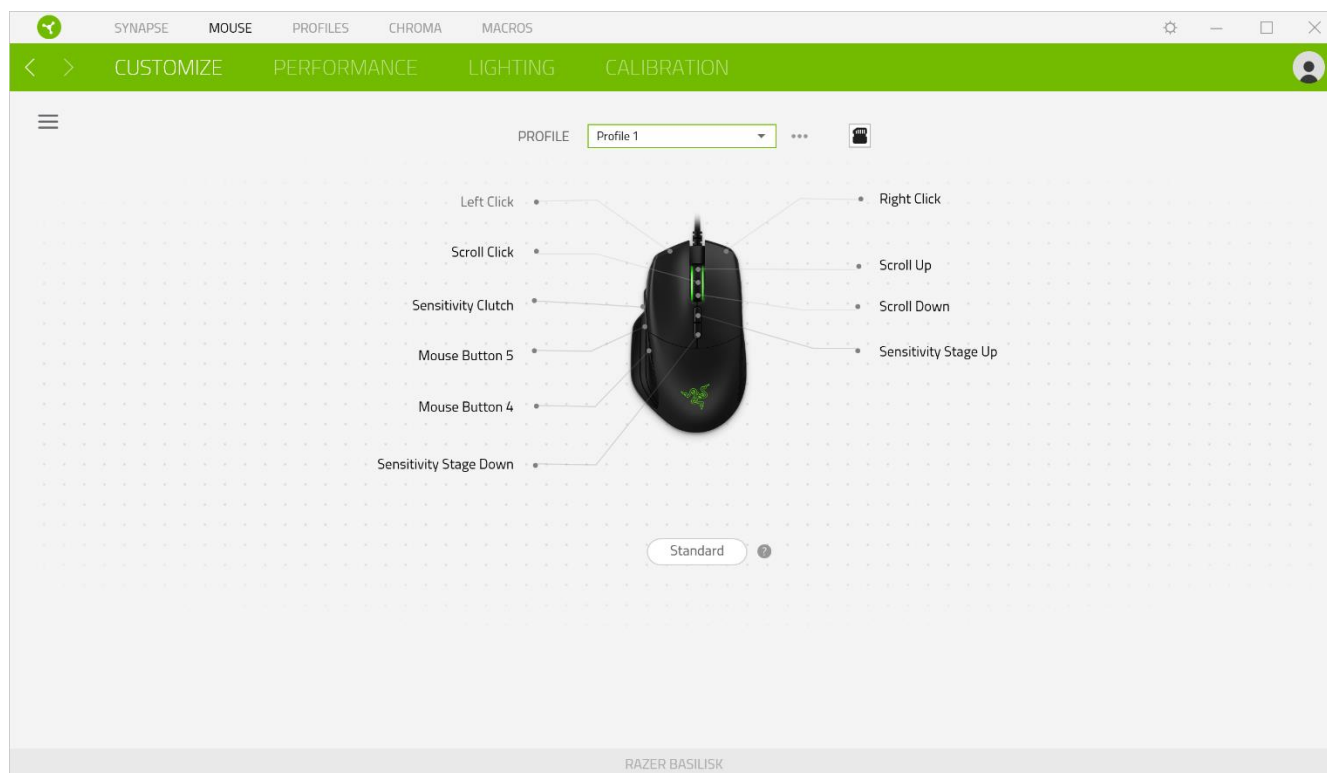 SYNAPSE MOUSE PROFILES CHROMA MACROS
CUSTOMIZE PERFORMANCE LIGHTING CALIBRATION
PROFILE Profile 1
Left Click
Right Click
Scroll Click
Scroll Up
Sensitivity Clutch
Scroll Down
Mouse Button 5
Sensitivity Stage Up
Mouse Button 4
Sensitivity Stage Down
Standard ?
RAZER BASILISK